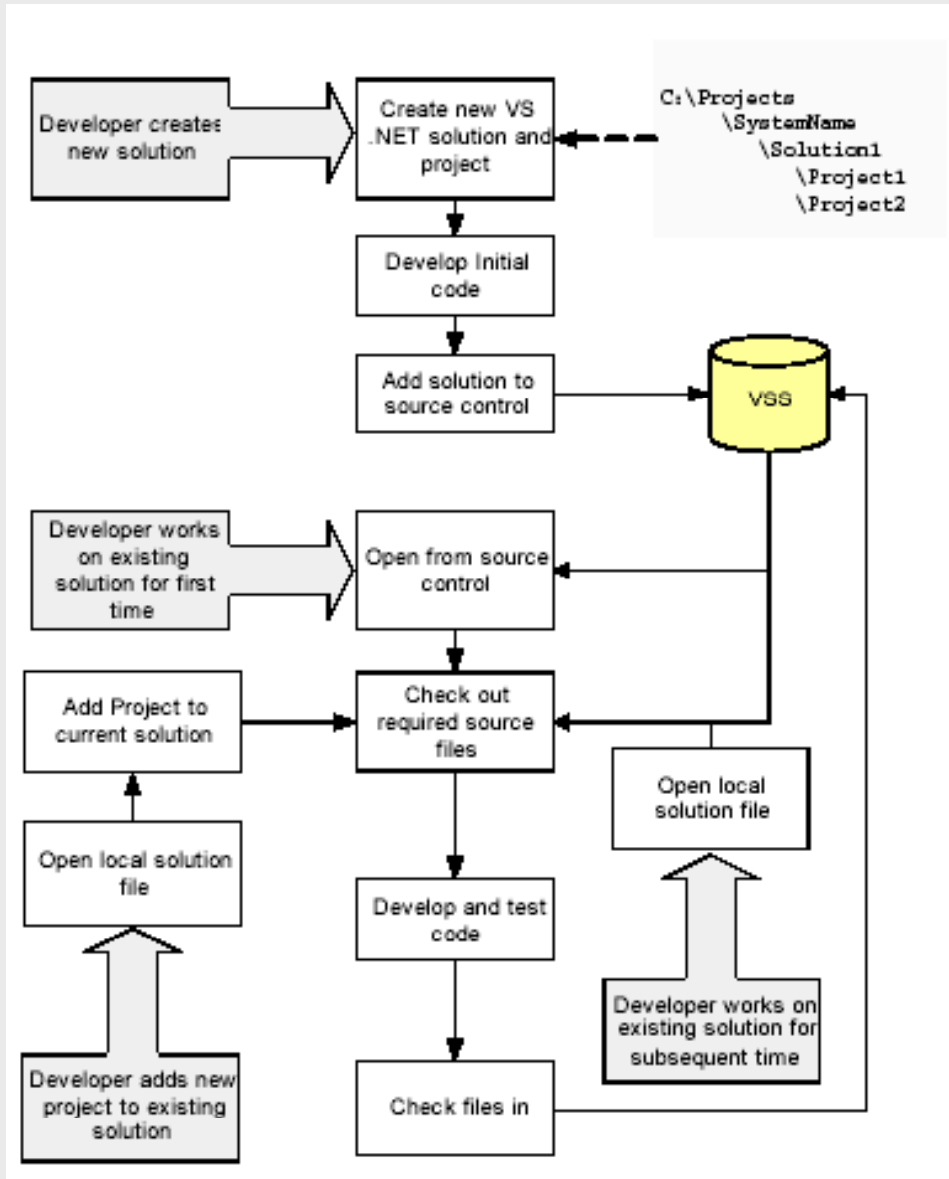 Developer creates
new solution
Create new VS
.NET solution and
project
C:\Projects
\SystemName
\Solution1
\Project1
\Project2
Develop Initial
code
Add solution to
source control
VSS
Developer works
on existing
solution for first
time
Open from source
control
Add Project to
current solution
Check out
required source
files
Open local
solution file
Open local solution
file
Develop and test
code
Developer works on
existing solution for
subsequent time
Developer adds new
project to existing
solution
Check files in